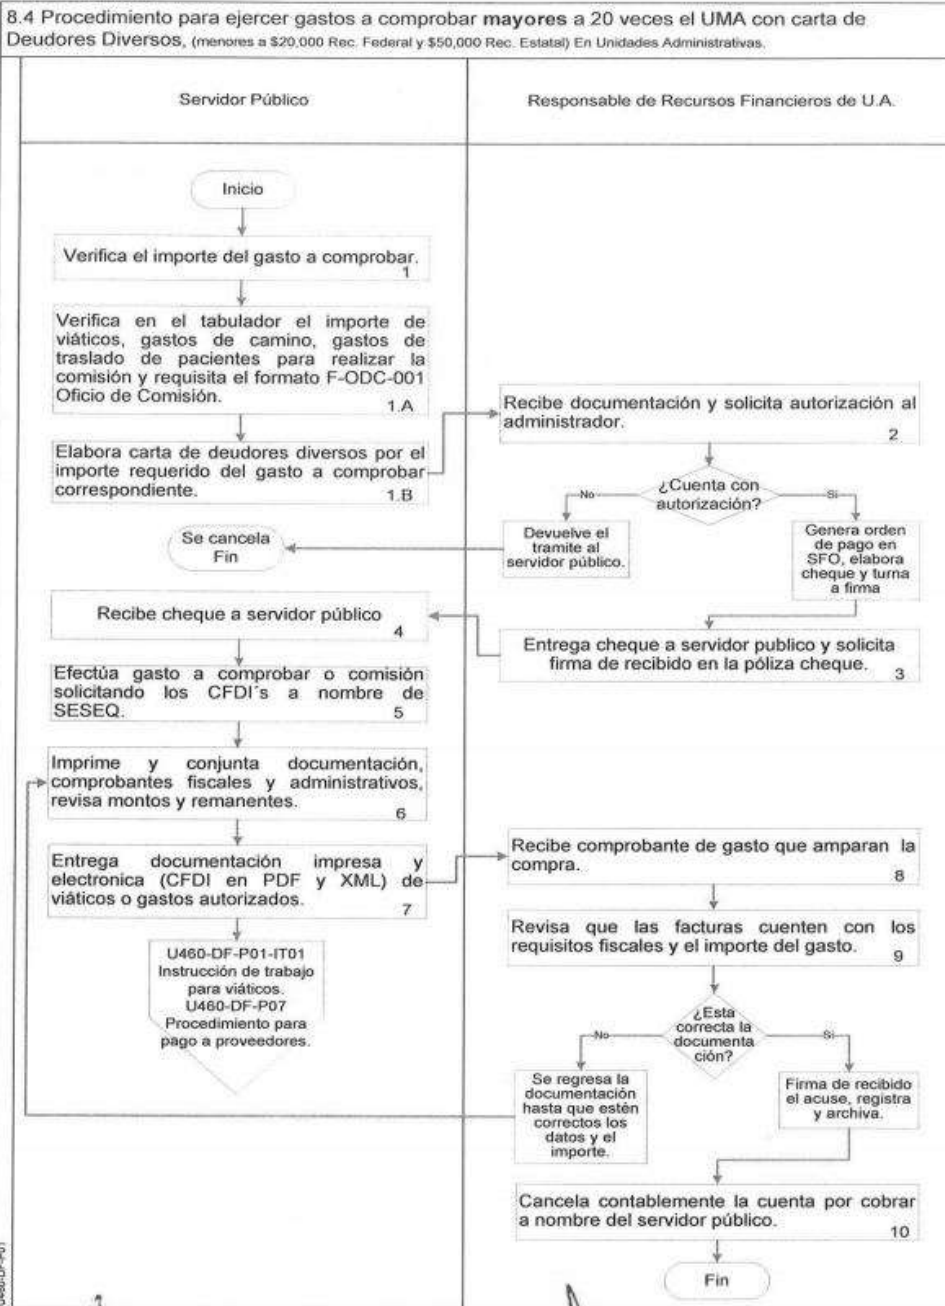 8.4 Procedimiento para ejercer gastos a comprobar mayores a 20 veces el UMA con carta de
Deudores Diversos, (menores a $20,000 Rec. Federal y $50,000 Rec. Estatal) En Unidades Administrativas.
Servidor Público
Responsable de Recursos Financieros de U.A.
Inicio
Verifica el importe del gasto a comprobar.
1
Verifica en el tabulador el importe de
viáticos, gastos de camino, gastos de
traslado de pacientes para realizar la
comisión y requisita el formato F-ODC-001
Oficio de Comisión.
1.A
Elabora carta de deudores diversos por el
importe requerido del gasto a comprobar
correspondiente.
1.B
Recibe documentación y solicita autorización al
administrador.
2
¿Cuenta con
autorización?
No
Si
Devuelve el
tramite al
servidor público.
Genera orden
de pago en
SFO, elabora
cheque y turna
a firma
Se cancela
Fin
Entrega cheque a servidor publico y solicita
firma de recibido en la póliza cheque.
3
Recibe cheque a servidor público
4
Efectúa gasto a comprobar o comisión
solicitando los CFDI´s a nombre de
SESEQ.
5
Imprime y conjunta documentación,
comprobantes fiscales y administrativos,
revisa montos y remanentes.
6
Entrega documentación impresa y
electronica (CFDI en PDF y XML) de
viáticos o gastos autorizados.
7
U460-DF-P01-IT01
Instrucción de trabajo
para viáticos.
U460-DF-P07
Procedimiento para
pago a proveedores.
Recibe comprobante de gasto que amparan la
compra.
8
Revisa que las facturas cuenten con los
requisitos fiscales y el importe del gasto.
9
¿Esta
correcta la
documenta
ción?
No
Si
Se regresa la
documentación
hasta que estén
correctos los
datos y el
importe.
Firma de recibido
el acuse, registra
y archiva.
Cancela contablemente la cuenta por cobrar
a nombre del servidor público.
10
Fin
U460-DF-P01